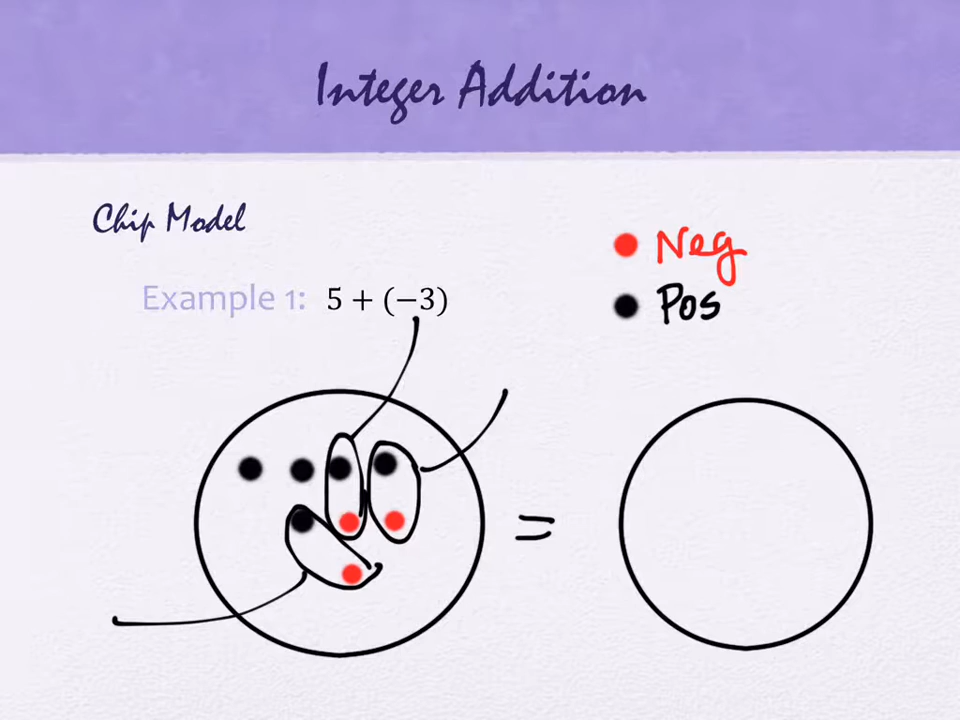 Integer Addition
Chip Model
Neg
Example 1: 5 + (−3)
Pos
=